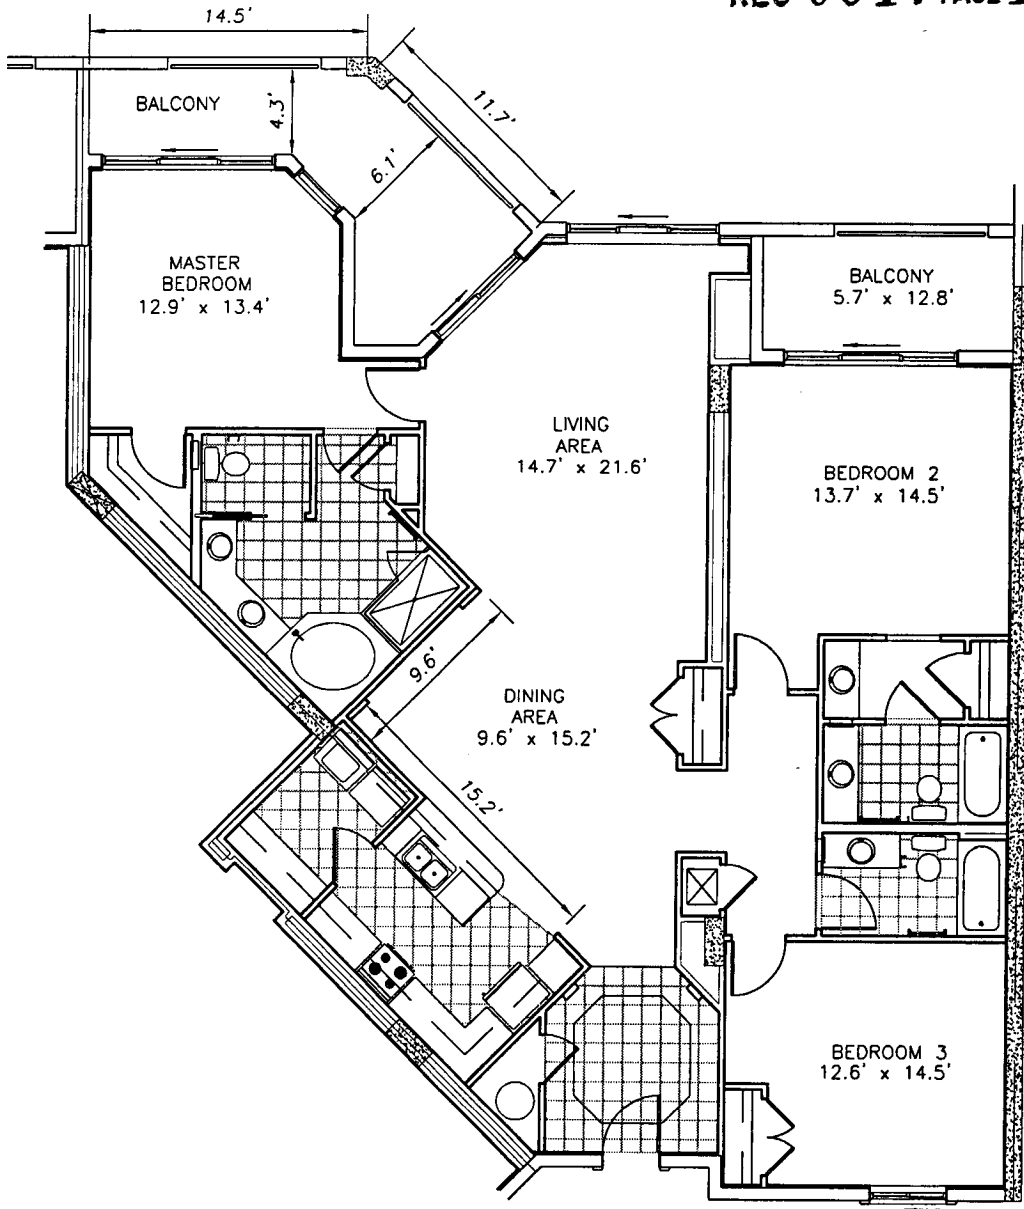 14.5'
BALCONY
4.3'
11.7'
6.1'
MASTER
BEDROOM
12.9' x 13.4'
BALCONY
5.7' x 12.8'
LIVING
AREA
14.7' x 21.6'
BEDROOM 2
13.7' x 14.5'
9.6'
DINING
AREA
9.6' x 15.2'
15.2'
BEDROOM 3
12.6' x 14.5'